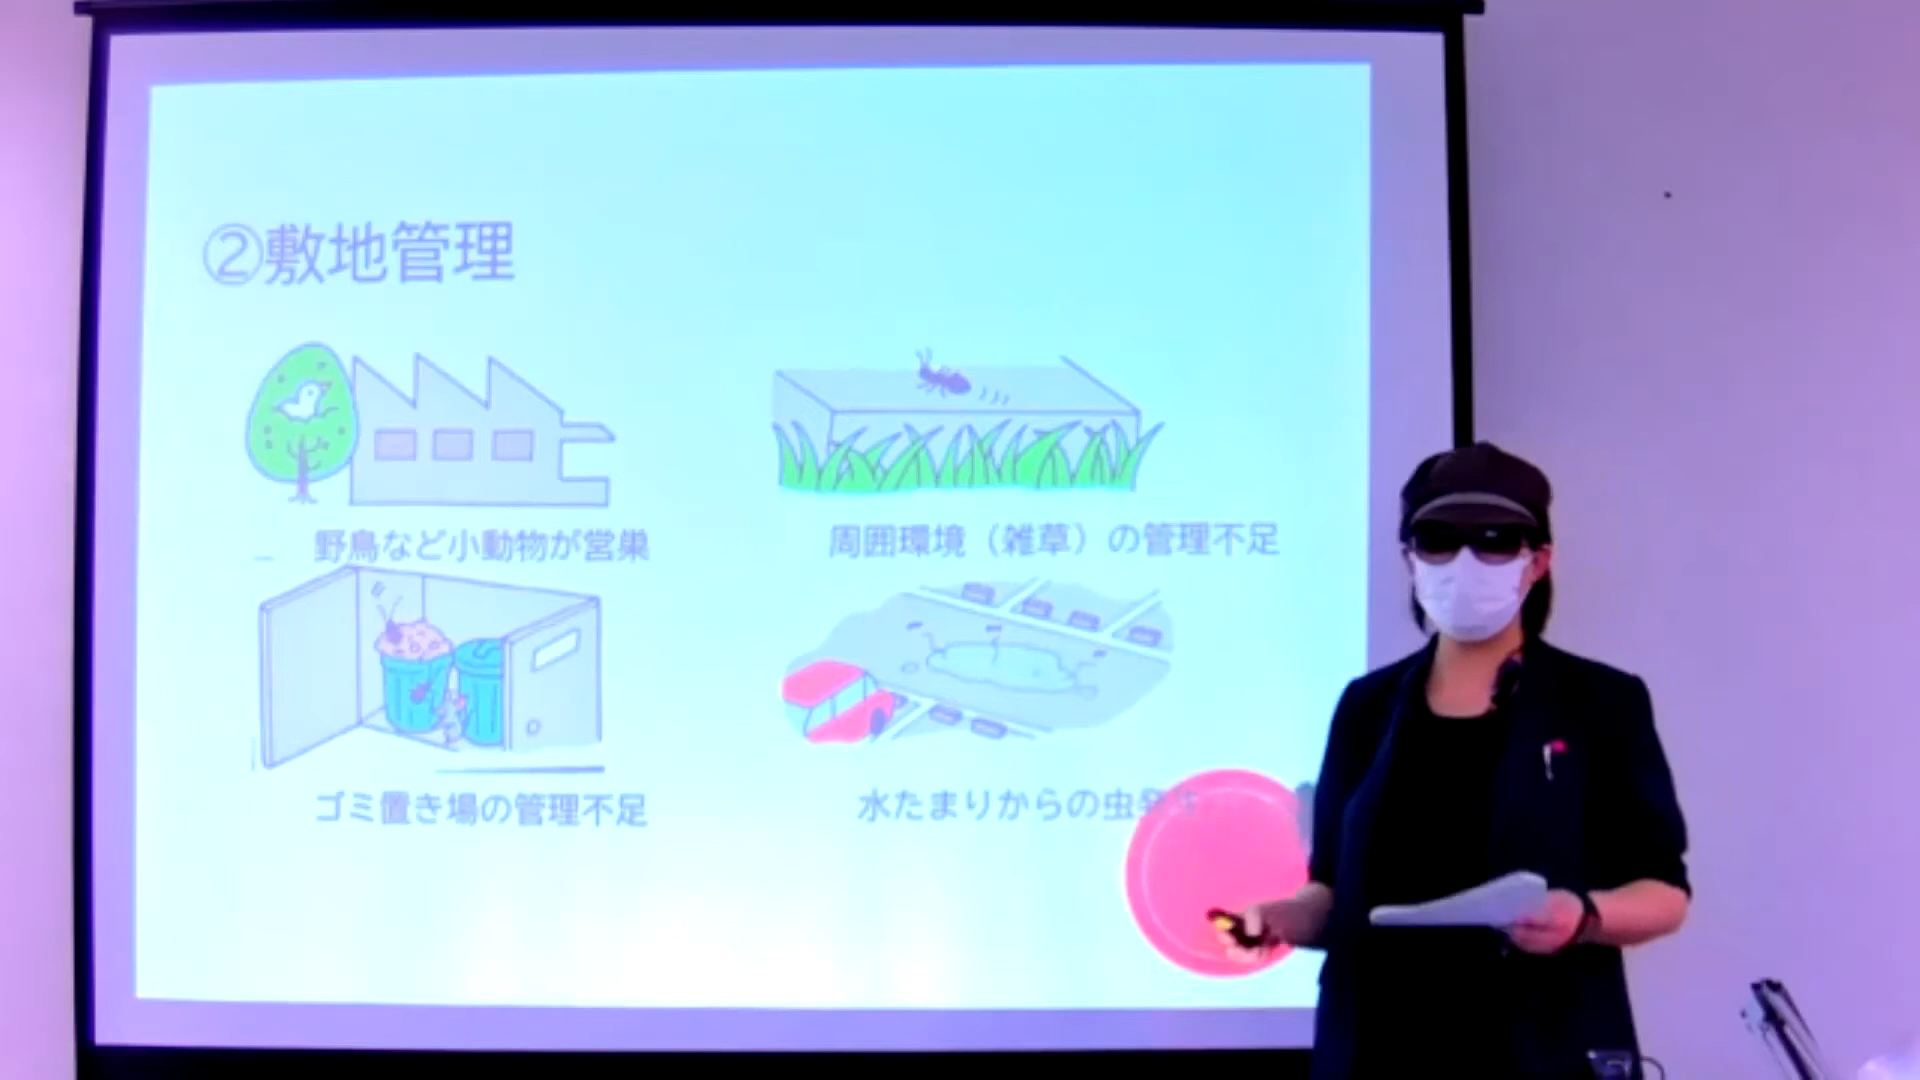 ②敷地管理
野鳥など小動物が営巣
周囲環境（雑草）の管理不足
ゴミ置き場の管理不足
水たまりからの虫発生